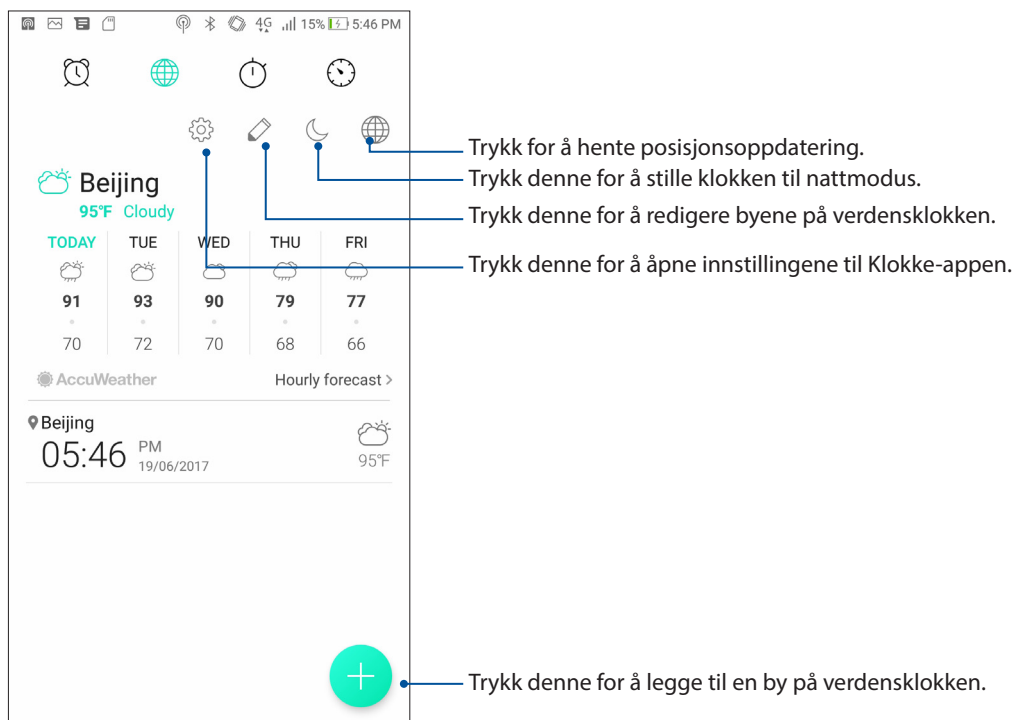 4G 15% 5:46 PM
Trykk for å hente posisjonsoppdatering.
Trykk denne for å stille klokken til nattmodus.
Trykk denne for å redigere byene på verdensklokken.
Trykk denne for å åpne innstillingene til Klokke-appen.
Beijing
95°F Cloudy
TODAY TUE WED THU FRI
91 93 90 79 77
70 72 70 68 66
AccuWeather Hourly forecast >
Beijing
05:46 PM
19/06/2017
95°F
Trykk denne for å legge til en by på verdensklokken.